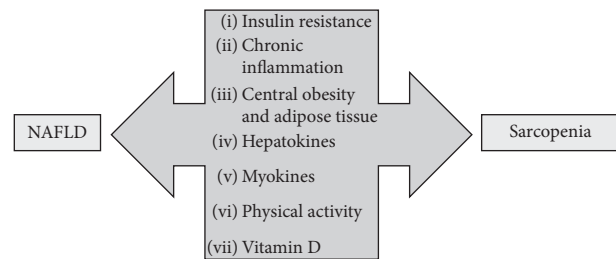 (i) Insulin resistance
(ii) Chronic
inflammation
(iii) Central obesity
and adipose tissue
NAFLD
(iv) Hepatokines
Sarcopenia
(v) Myokines
(vi) Physical activity
(vii) Vitamin D